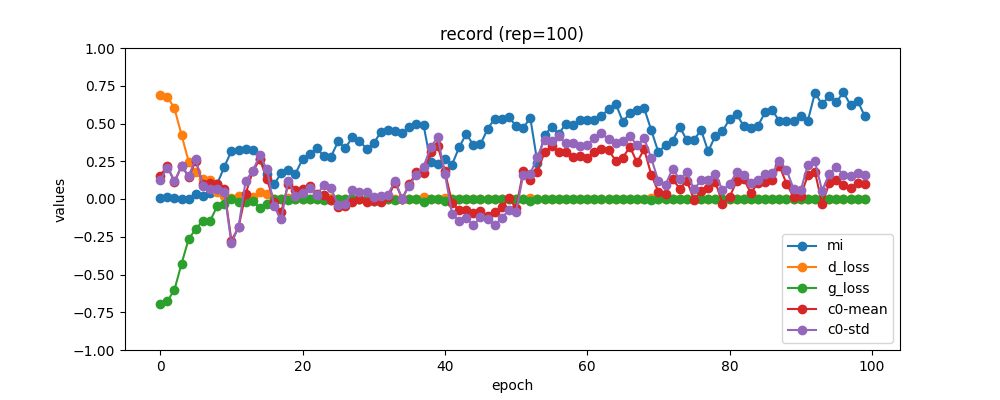 record (rep=100)
1.00
0.75
0.50
0.25
0.00
−0.25
−0.50
−0.75
−1.00
values
0
20
40
60
80
100
epoch
mi
d_loss
g_loss
c0-mean
c0-std